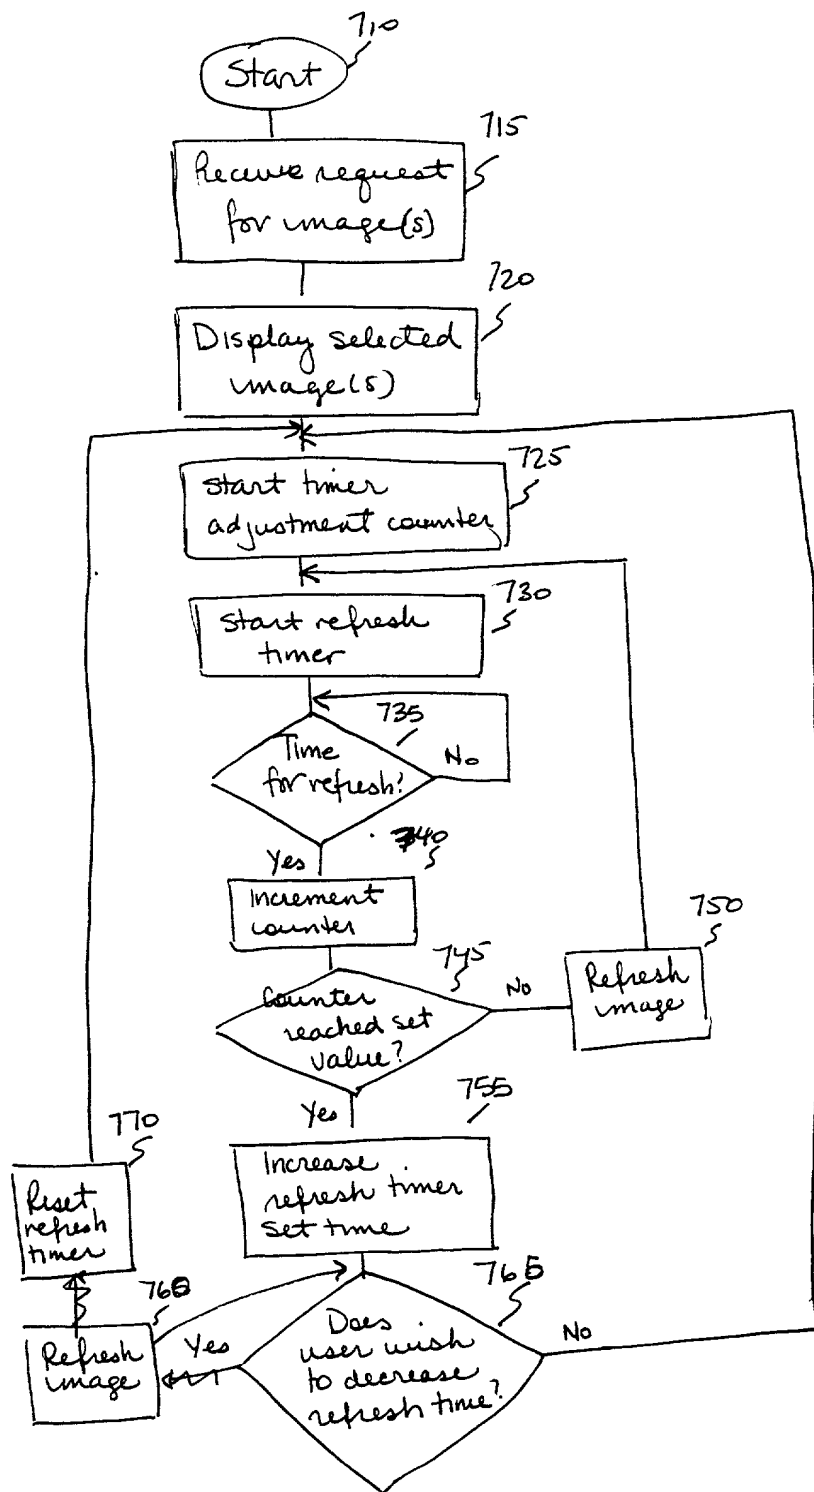 710
Start
715
Receive request
for image(s)
720
Display selected
image(s)
725
Start timer
adjustment counter
730
Start refresh
timer
735
Time
for refresh?
No
Yes
740
Increment
counter
745
Counter
reached set
value?
No
750
Refresh
image
Yes
755
Increase
refresh timer
set time
770
Reset
refresh
timer
760
Refresh
image
Yes
765
Does
user wish
to decrease
refresh time?
No